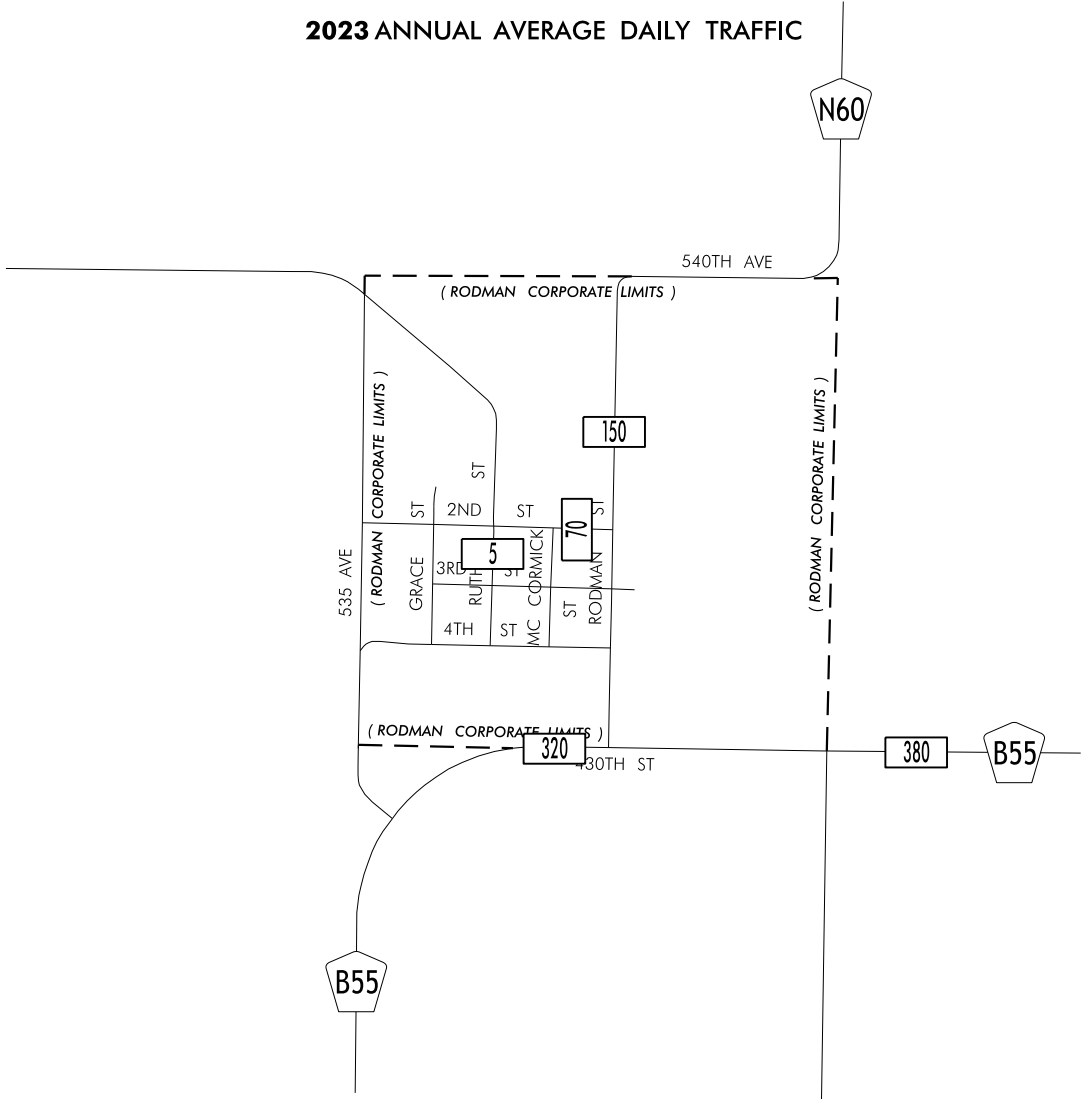 2023 ANNUAL AVERAGE DAILY TRAFFIC
N60
540TH AVE
( RODMAN CORPORATE LIMITS )
( RODMAN CORPORATE LIMITS )
( RODMAN CORPORATE LIMITS )
150
ST
GRACE ST
2ND ST
70
RODMAN ST
5
535 AVE
3RD ST
RUTH
MC CORMICK
ST
4TH ST
( RODMAN CORPORATE LIMITS )
320
430TH ST
380
B55
B55